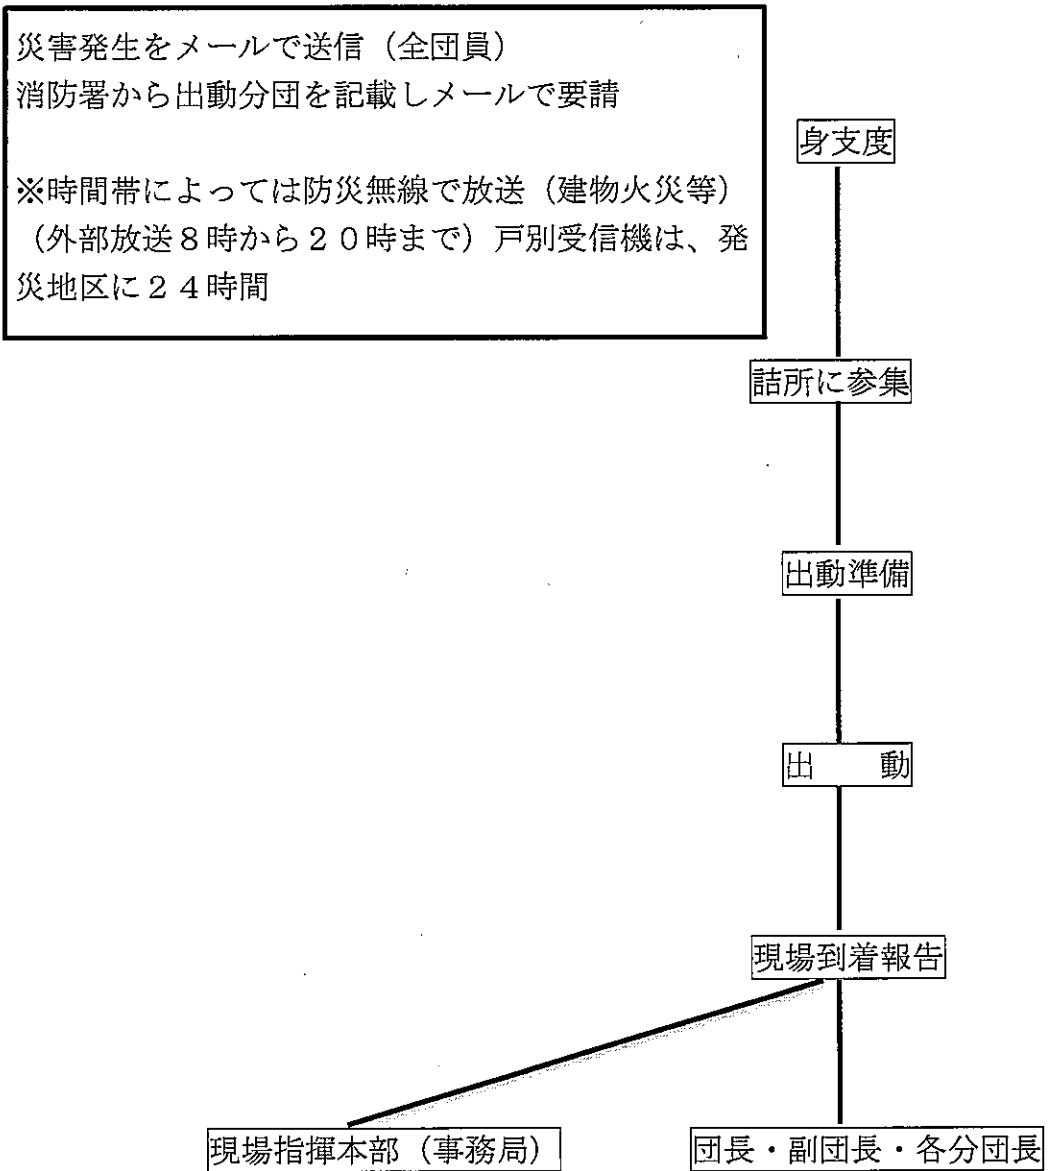 災害発生をメールで送信（全団員）
消防署から出動分団を記載しメールで要請
※時間帯によっては防災無線で放送（建物火災等）
（外部放送８時から２０時まで）戸別受信機は、発
災地区に２４時間
身支度
詰所に参集
出動準備
出　　動
現場到着報告
現場指揮本部（事務局）
団長・副団長・各分団長